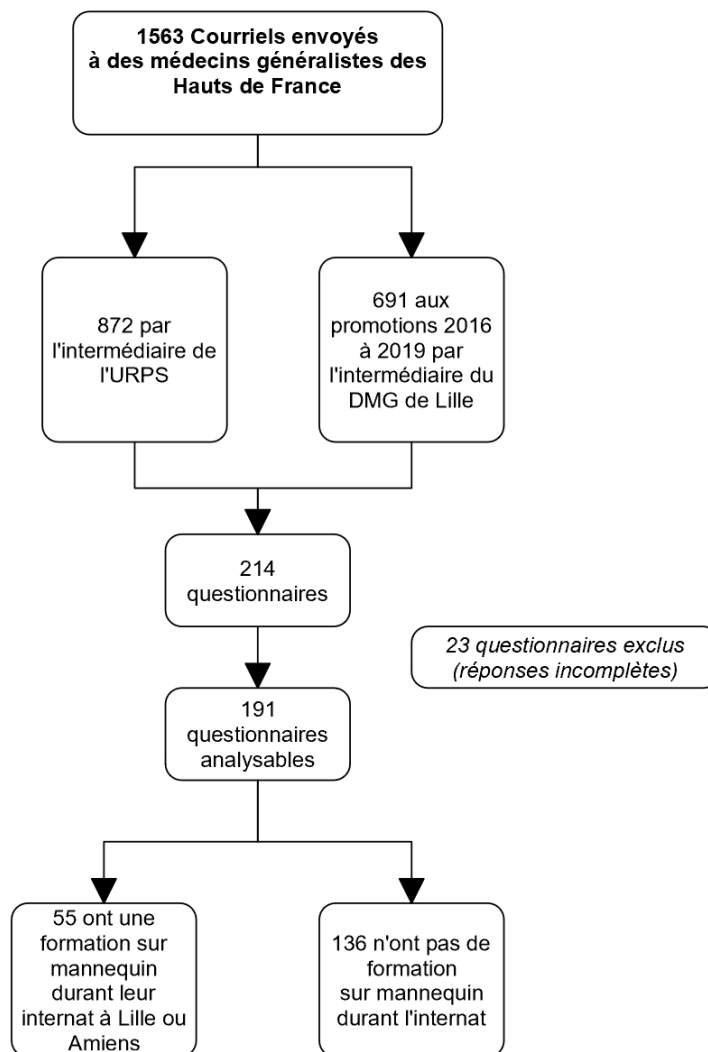 1563 Courriels envoyés
à des médecins généralistes des
Hauts de France
872 par
l'intermédiaire de
l'URPS
691 aux
promotions 2016
à 2019 par
l'intermédiaire du
DMG de Lille
214
questionnaires
23 questionnaires exclus
(réponses incomplètes)
191
questionnaires
analysables
55 ont une
formation sur
mannequin
durant leur
internat à Lille ou
Amiens
136 n'ont pas de
formation
sur mannequin
durant l'internat